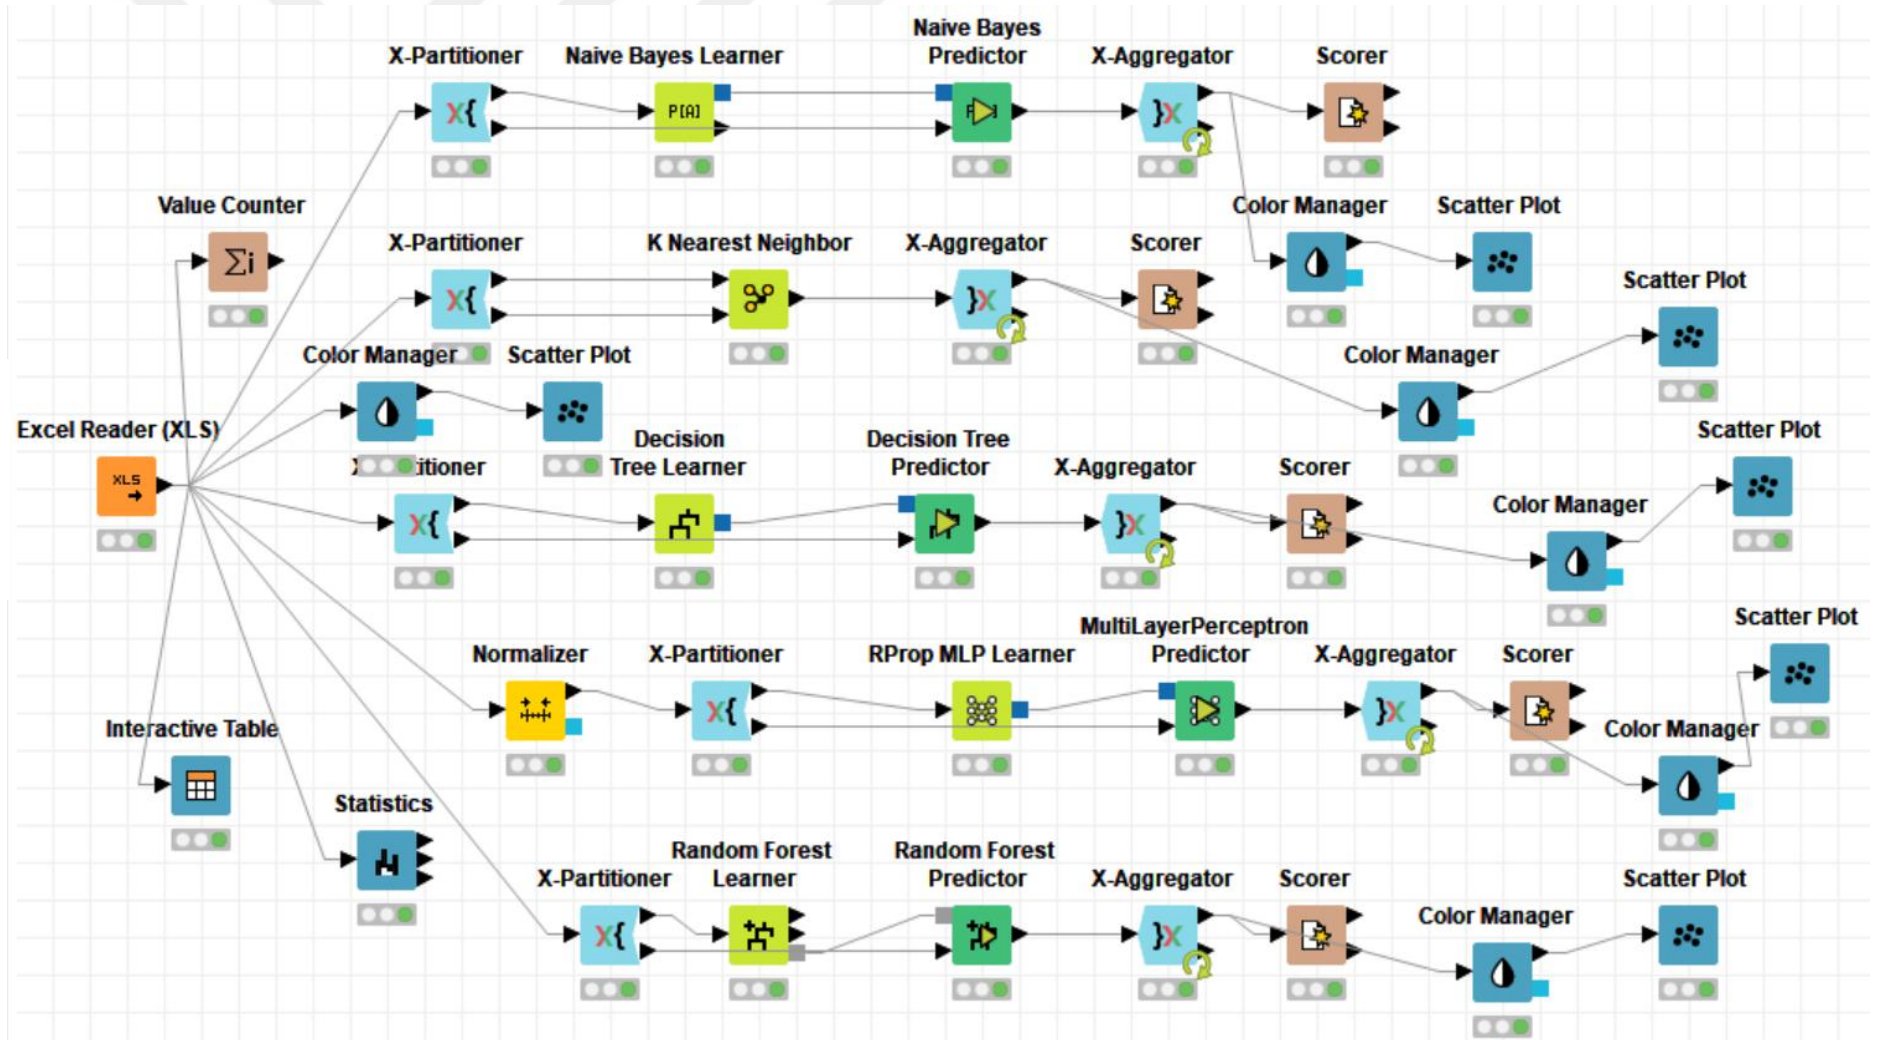 Naive Bayes
X-Partitioner Naive Bayes Learner Predictor X-Aggregator Scorer
X{ P[A] }X
Value Counter Color Manager Scatter Plot
Σi
X-Partitioner K Nearest Neighbor X-Aggregator Scorer
X{ }X
Scatter Plot
Color Manager Scatter Plot Color Manager
Excel Reader (XLS)
XLS
Decision Decision Tree Scatter Plot
titioner Tree Learner Predictor X-Aggregator Scorer
X{ }X
Color Manager
Scatter Plot
MultiLayerPerceptron
Normalizer X-Partitioner RProp MLP Learner Predictor X-Aggregator Scorer
X{ }X
Interactive Table Color Manager
Statistics
Random Forest Random Forest
X-Partitioner Learner Predictor X-Aggregator Scorer Scatter Plot
X{ }X
Color Manager